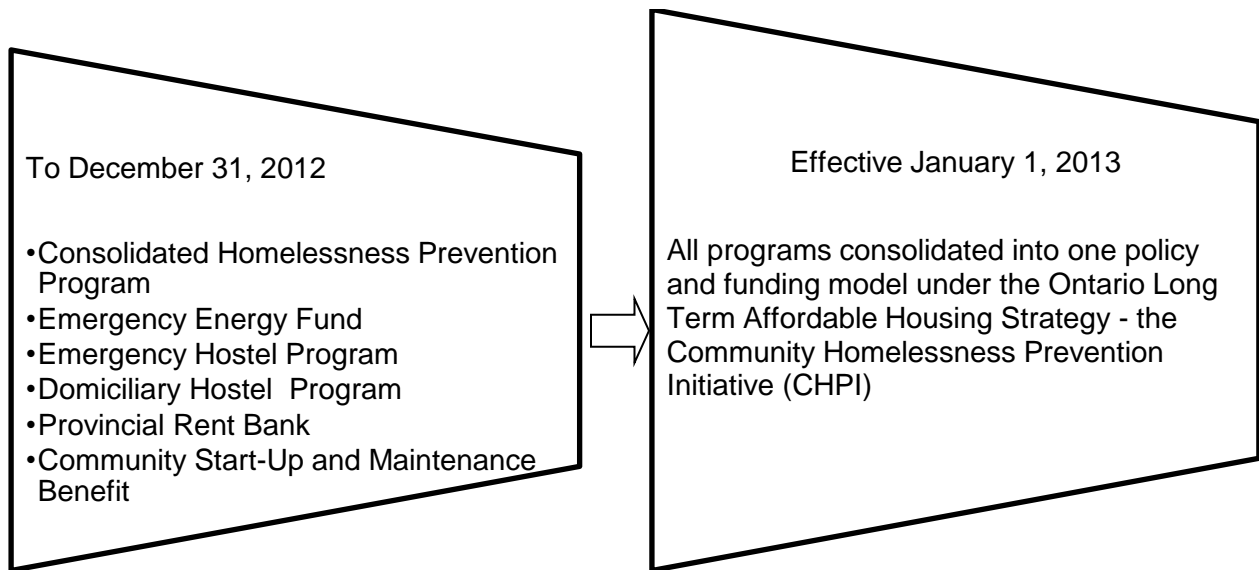 To December 31, 2012
•Consolidated Homelessness Prevention
Program
•Emergency Energy Fund
•Emergency Hostel Program
•Domiciliary Hostel  Program
•Provincial Rent Bank
•Community Start-Up and Maintenance
Benefit
Effective January 1, 2013
All programs consolidated into one policy
and funding model under the Ontario Long
Term Affordable Housing Strategy - the
Community Homelessness Prevention
Initiative (CHPI)